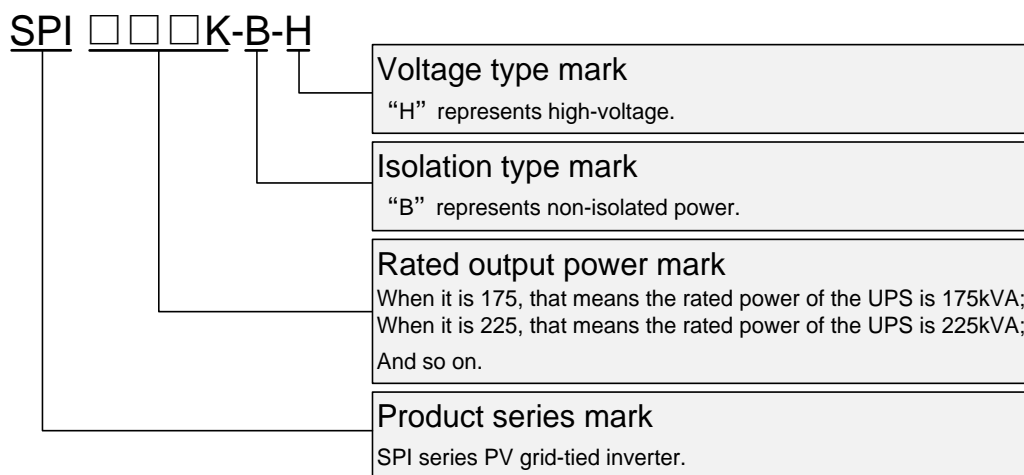 SPI □□□K-B-H
Voltage type mark
“H” represents high-voltage.
Isolation type mark
“B” represents non-isolated power.
Rated output power mark
When it is 175, that means the rated power of the UPS is 175kVA;
When it is 225, that means the rated power of the UPS is 225kVA;
And so on.
Product series mark
SPI series PV grid-tied inverter.